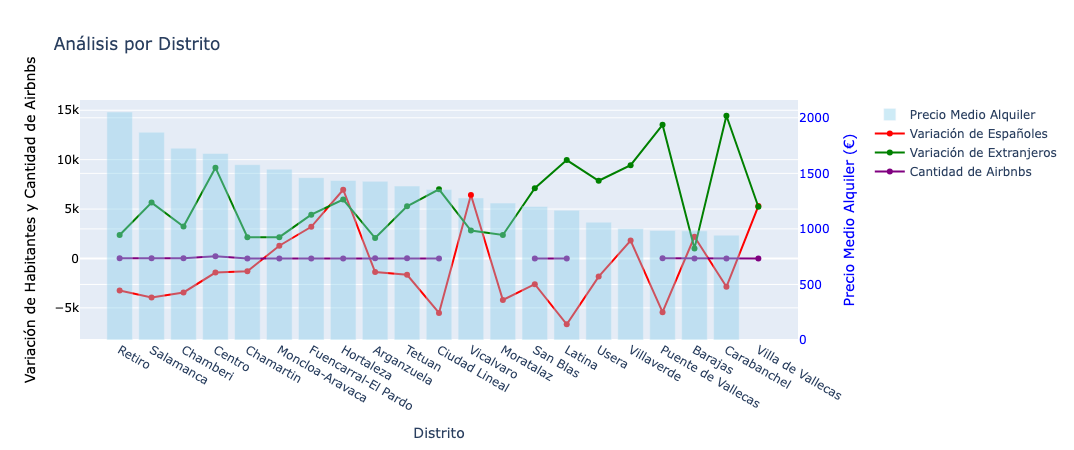 Análisis por Distrito
Variación de Habitantes y Cantidad de Airbnbs
15k
10k
5k
0
−5k
2000
1500
1000
500
0
Precio Medio Alquiler (€)
Retiro
Salamanca
Chamberi
Centro
Chamartin
Moncloa-Aravaca
Fuencarral-El Pardo
Hortaleza
Arganzuela
Tetuan
Ciudad Lineal
Vicalvaro
Moratalaz
San Blas
Latina
Usera
Villaverde
Puente de Vallecas
Barajas
Carabanchel
Villa de Vallecas
Distrito
Precio Medio Alquiler
Variación de Españoles
Variación de Extranjeros
Cantidad de Airbnbs